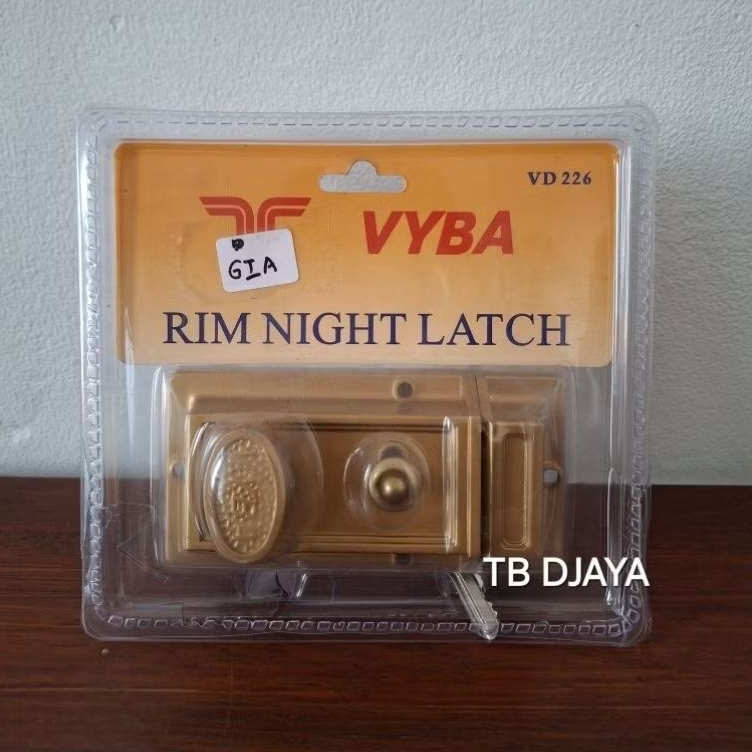 VD 226
VYBA
GIA
RIM NIGHT LATCH
TB DJAYA